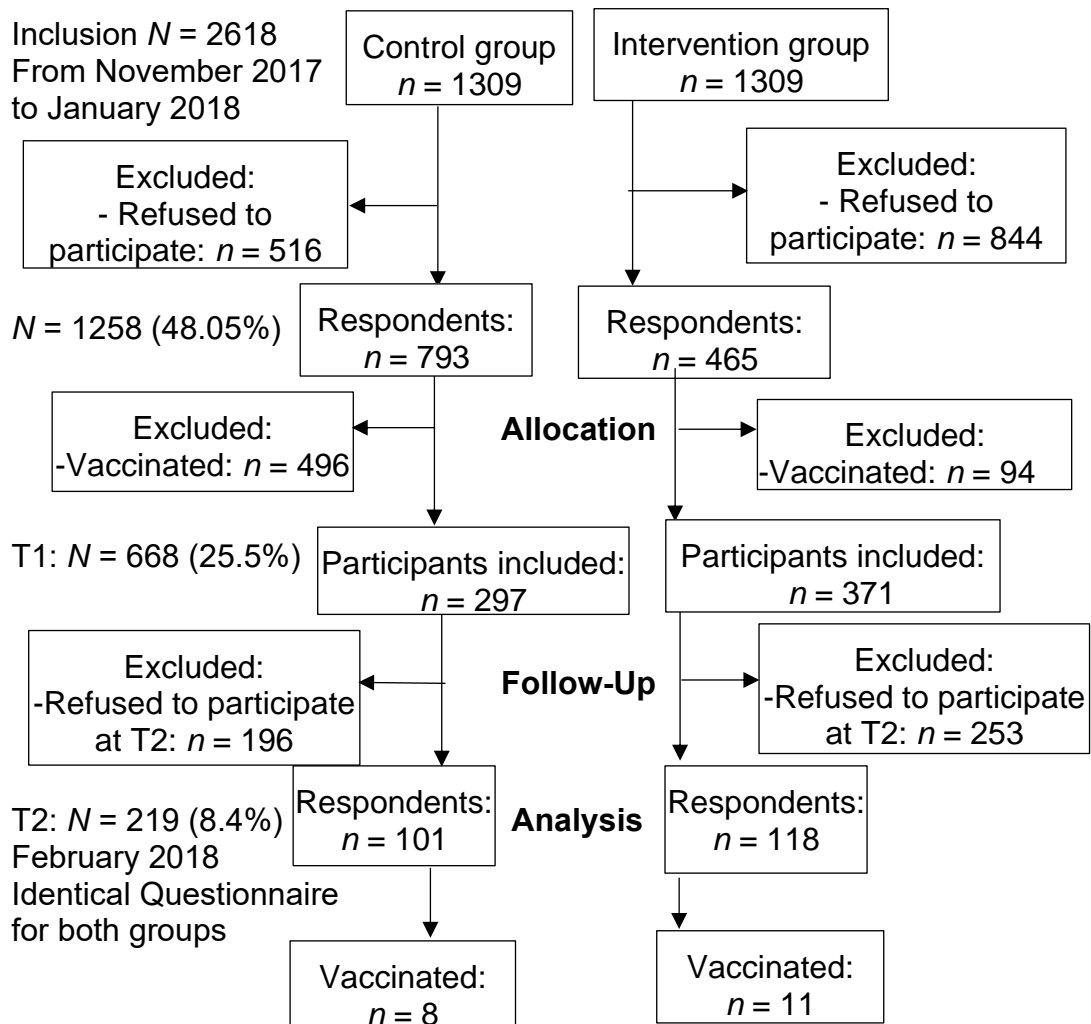 Inclusion N = 2618
From November 2017
to January 2018
Control group
n = 1309
Intervention group
n = 1309
Excluded:
- Refused to
participate: n = 516
Excluded:
- Refused to
participate: n = 844
N = 1258 (48.05%)
Respondents:
n = 793
Respondents:
n = 465
Excluded:
-Vaccinated: n = 496
Allocation
Excluded:
-Vaccinated: n = 94
T1: N = 668 (25.5%)
Participants included:
n = 297
Participants included:
n = 371
Excluded:
-Refused to participate
at T2: n = 196
Follow-Up
Excluded:
-Refused to participate
at T2: n = 253
T2: N = 219 (8.4%)
February 2018
Identical Questionnaire
for both groups
Respondents:
n = 101
Analysis
Respondents:
n = 118
Vaccinated:
n = 8
Vaccinated:
n = 11